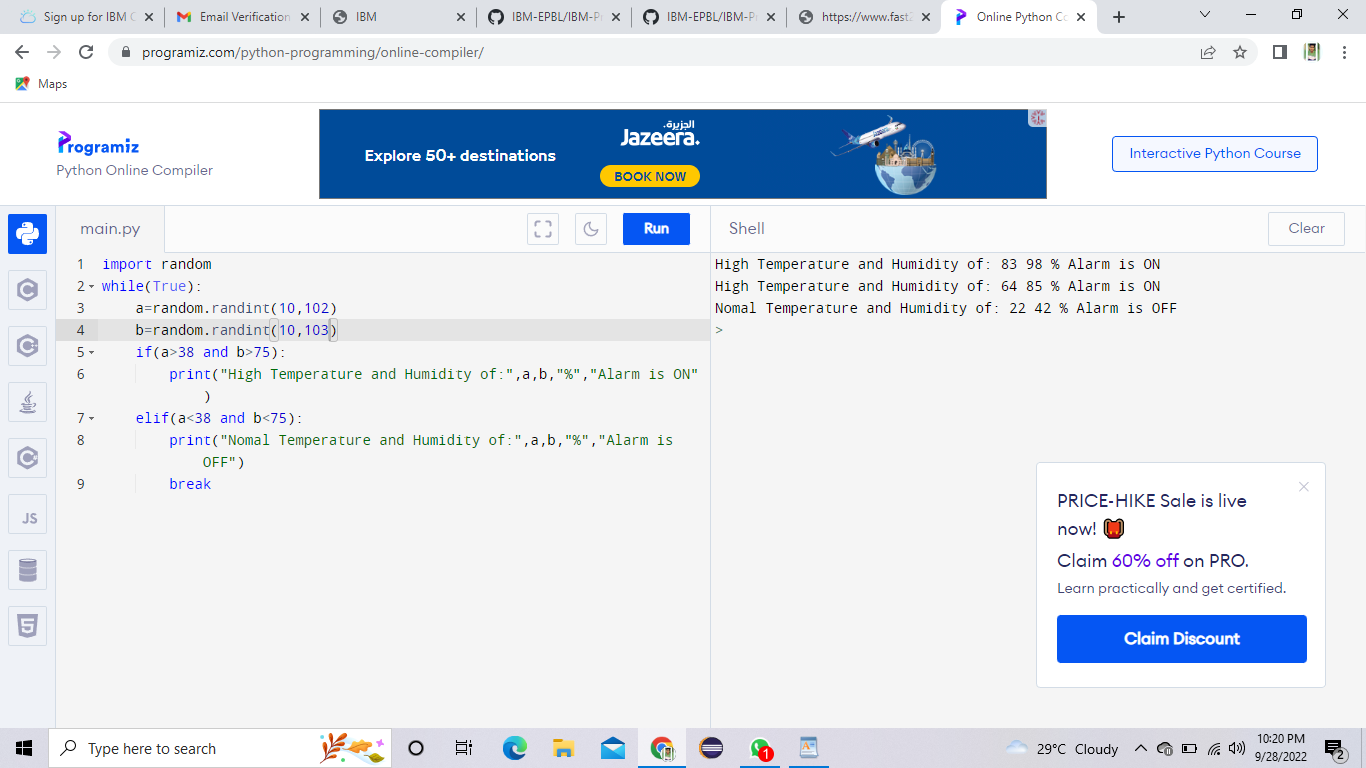 Sign up for IBM C
Email Verification
IBM
IBM-EPBL/IBM-Pr
IBM-EPBL/IBM-Pr
https://www.fast2
Online Python Co
programiz.com/python-programming/online-compiler/
Maps
Programiz
Python Online Compiler
Explore 50+ destinations
الجزيرة.
Jazeera.
BOOK NOW
Interactive Python Course
main.py
Run
Shell
Clear
1 import random
2 while(True):
3 a=random.randint(10,102)
4 b=random.randint(10,103)
5 if(a>38 and b>75):
6 print("High Temperature and Humidity of:",a,b,"%","Alarm is ON"
)
7 elif(a<38 and b<75):
8 print("Nomal Temperature and Humidity of:",a,b,"%","Alarm is
OFF")
9 break
JS
High Temperature and Humidity of: 83 98 % Alarm is ON
High Temperature and Humidity of: 64 85 % Alarm is ON
Nomal Temperature and Humidity of: 22 42 % Alarm is OFF
>
PRICE-HIKE Sale is live
now!
Claim 60% off on PRO.
Learn practically and get certified.
Claim Discount
Type here to search
1
29°C Cloudy
10:20 PM
9/28/2022
2